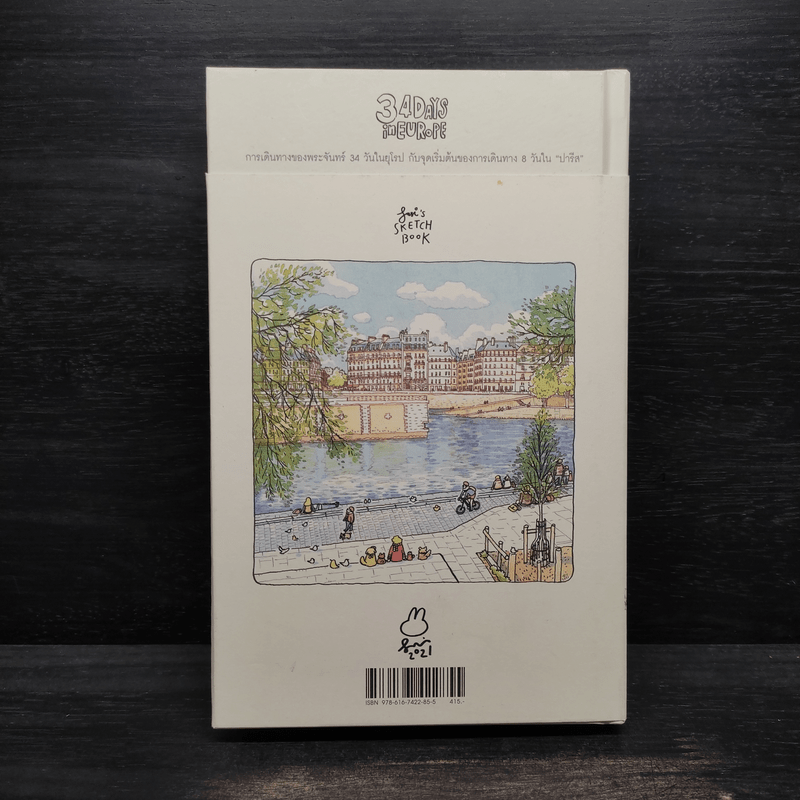 34DAYS
in EUROPE
การเดินทางของพระจันทร์ 34 วันในยุโรป กับจุดเริ่มต้นของการเดินทาง 8 วันใน "ปารีส"
SKETCH
BOOK
2021
ISBN 978-616-7422-85-5 415.-